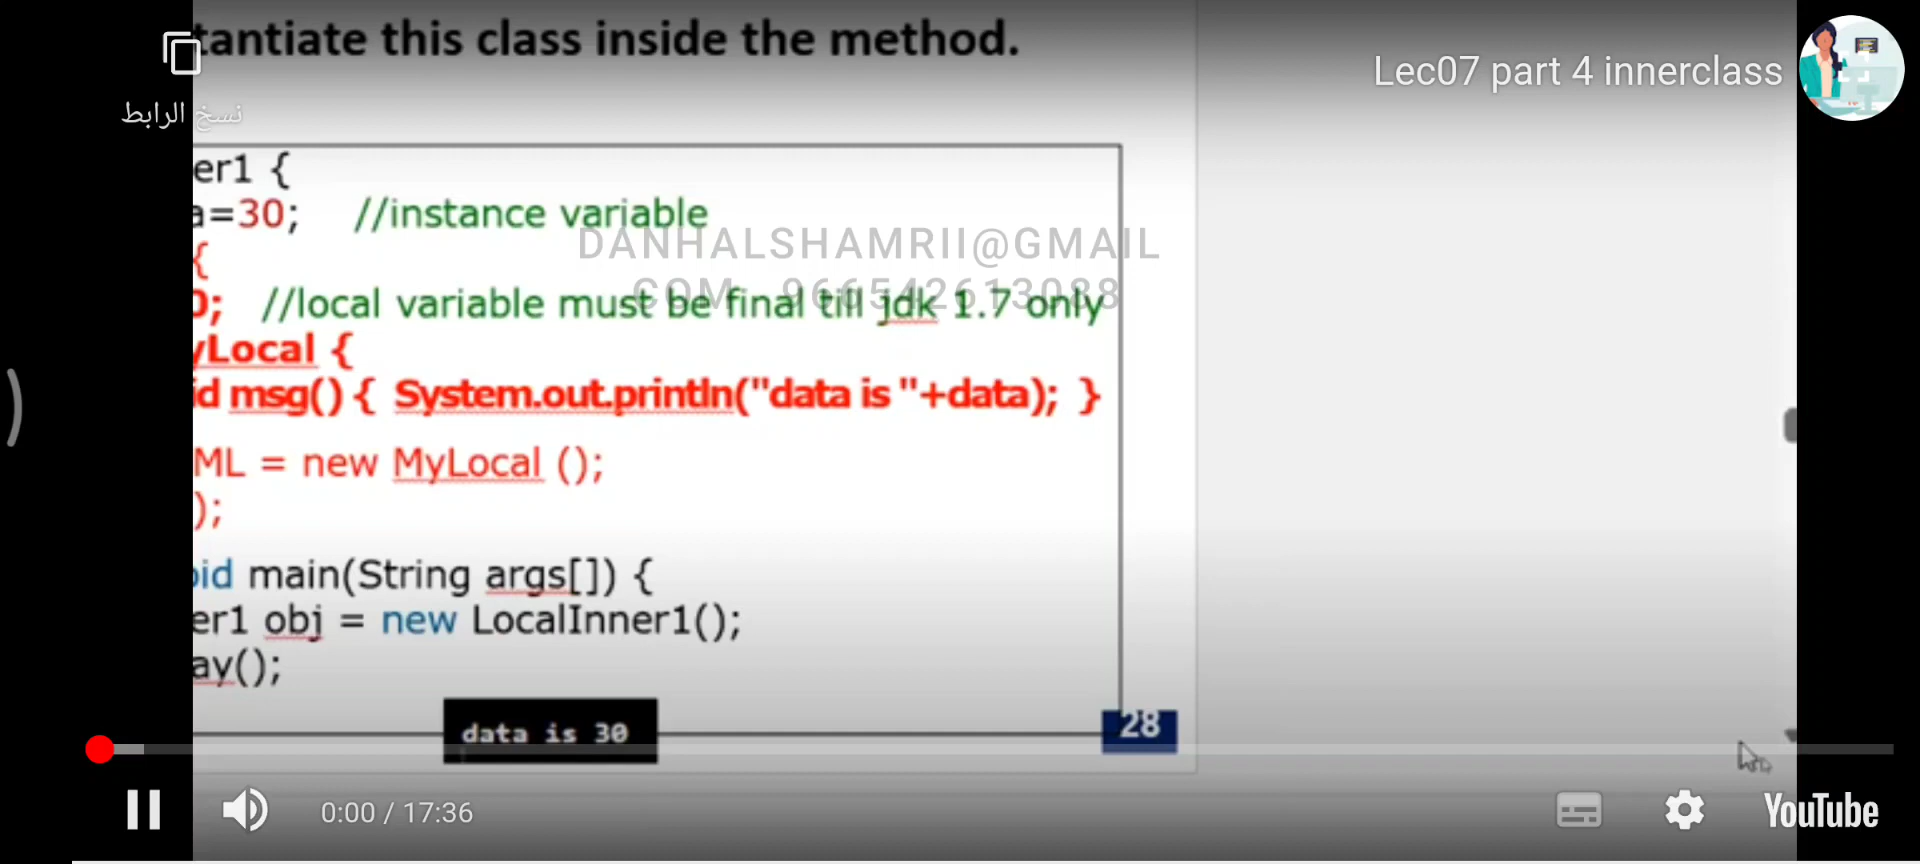 tantiate this class inside the method.
Lec07 part 4 innerclass
نسخ الرابط
er1 {
a=30; //instance variable
DANHALSHAMRII@GMAIL
{
COM 966542613088
0; //local variable must be final till jdk 1.7 only
yLocal {
id msg() { System.out.println("data is "+data); }
ML = new MyLocal ();
);
oid main(String args[]) {
er1 obj = new LocalInner1();
ay();
data is 30
28
0:00 / 17:36
YouTube